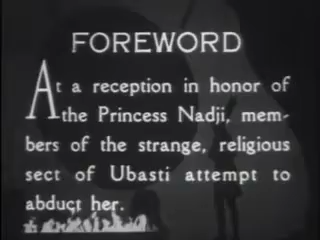 FOREWORD
At a reception in honor of
the Princess Nadji, mem-
bers of the strange, religious
sect of Ubasti attempt to
abduct her.